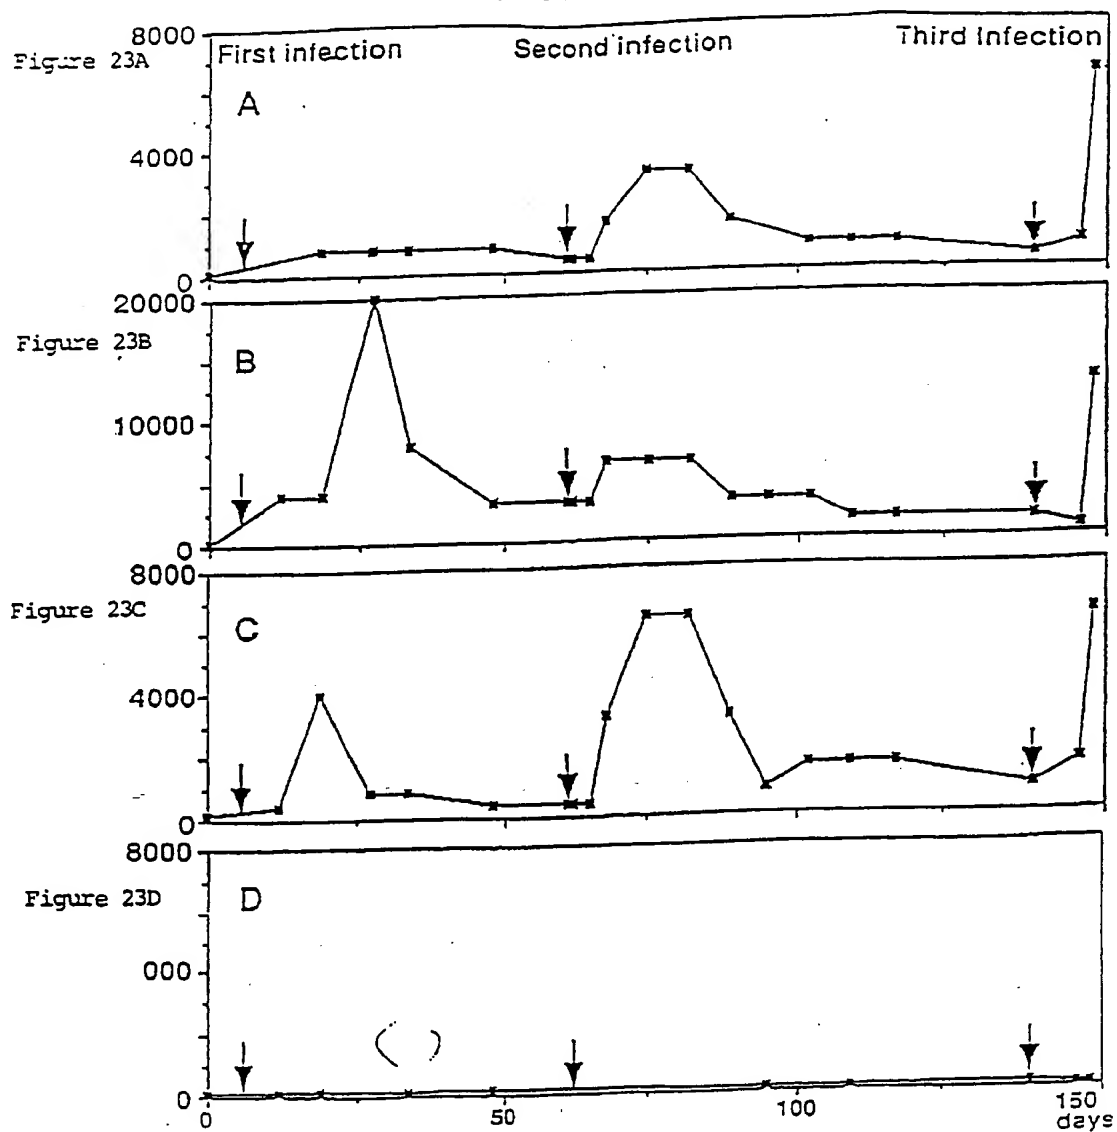 8000
Figure 23A
First infection Second infection Third Infection
A
4000
0
20000
Figure 23B
B
10000
0
8000
Figure 23C
C
4000
0
8000
Figure 23D
D
000
0
0 50 100 150
days